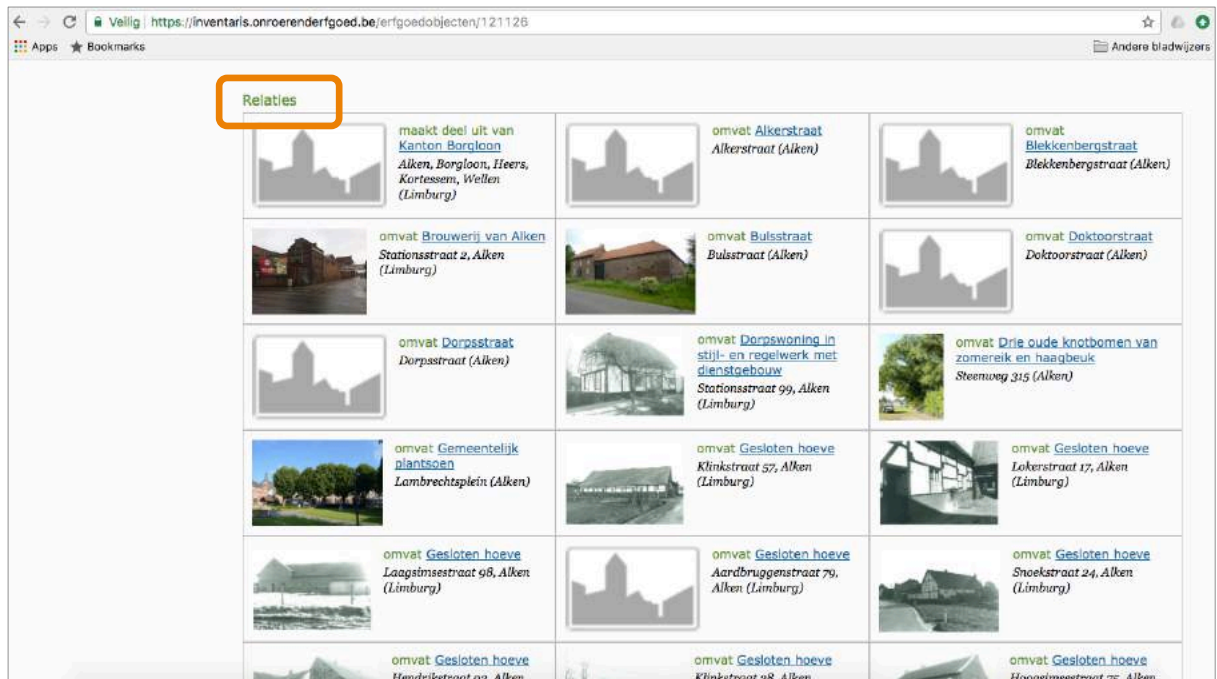 Veilig https://inventaris.onroerenderfgoed.be/erfgoedobjecten/121126
Apps Bookmarks Andere bladwijzers
Relaties
maakt deel uit van
Kanton Borgloon
Alken, Borgloon, Heers,
Kortessem, Wellen
(Limburg)
omvat Alkerstraat
Alkerstraat (Alken)
omvat
Blekkenbergstraat
Blekkenbergstraat (Alken)
omvat Brouwerij van Alken
Stationsstraat 2, Alken
(Limburg)
omvat Bulsstraat
Bulsstraat (Alken)
omvat Doktoorstraat
Doktoorstraat (Alken)
omvat Dorpsstraat
Dorpsstraat (Alken)
omvat Dorpswoning in
stijl- en regelwerk met
dienstgebouw
Stationsstraat 99, Alken
(Limburg)
omvat Drie oude knotbomen van
zomereik en haagbeuk
Steenweg 315 (Alken)
omvat Gemeentelijk
plantsoen
Lambrechtsplein (Alken)
omvat Gesloten hoeve
Klinkstraat 57, Alken
(Limburg)
omvat Gesloten hoeve
Lokerstraat 17, Alken
(Limburg)
omvat Gesloten hoeve
Laagsimsestraat 98, Alken
(Limburg)
omvat Gesloten hoeve
Aardbruggenstraat 79,
Alken (Limburg)
omvat Gesloten hoeve
Snoekstraat 24, Alken
(Limburg)
omvat Gesloten hoeve
omvat Gesloten hoeve
omvat Gesloten hoeve